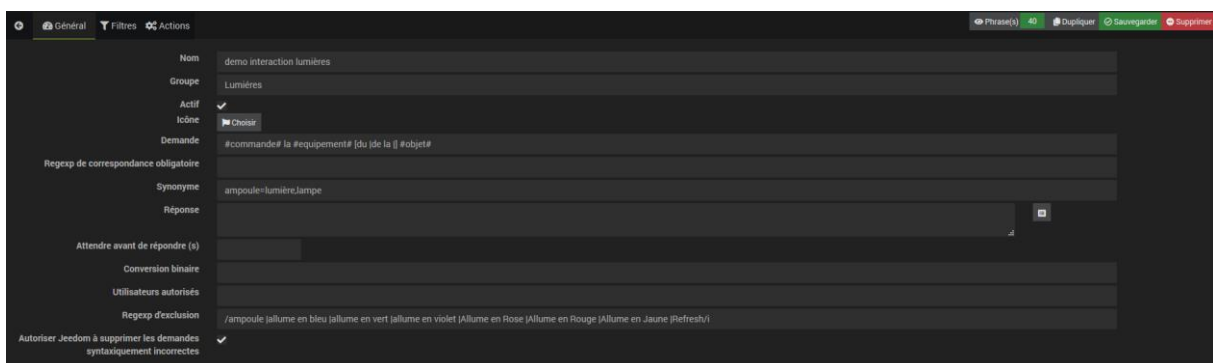 Général Filtres Actions Phrase(s) 40 Dupliquer Sauvegarder Supprimer
Nom demo interaction lumières
Groupe Lumiéres
Actif
Icône Choisir
Demande #commande# la #equipement# [du |de la |] #objet#
Regexp de correspondance obligatoire
Synonyme ampoule=lumière,lampe
Réponse
Attendre avant de répondre (s)
Conversion binaire
Utilisateurs autorisés
Regexp d'exclusion /ampoule |allume en bleu |allume en vert |allume en violet |Allume en Rose |Allume en Rouge |Allume en Jaune |Refresh/i
Autoriser Jeedom à supprimer les demandes
syntaxiquement incorrectes